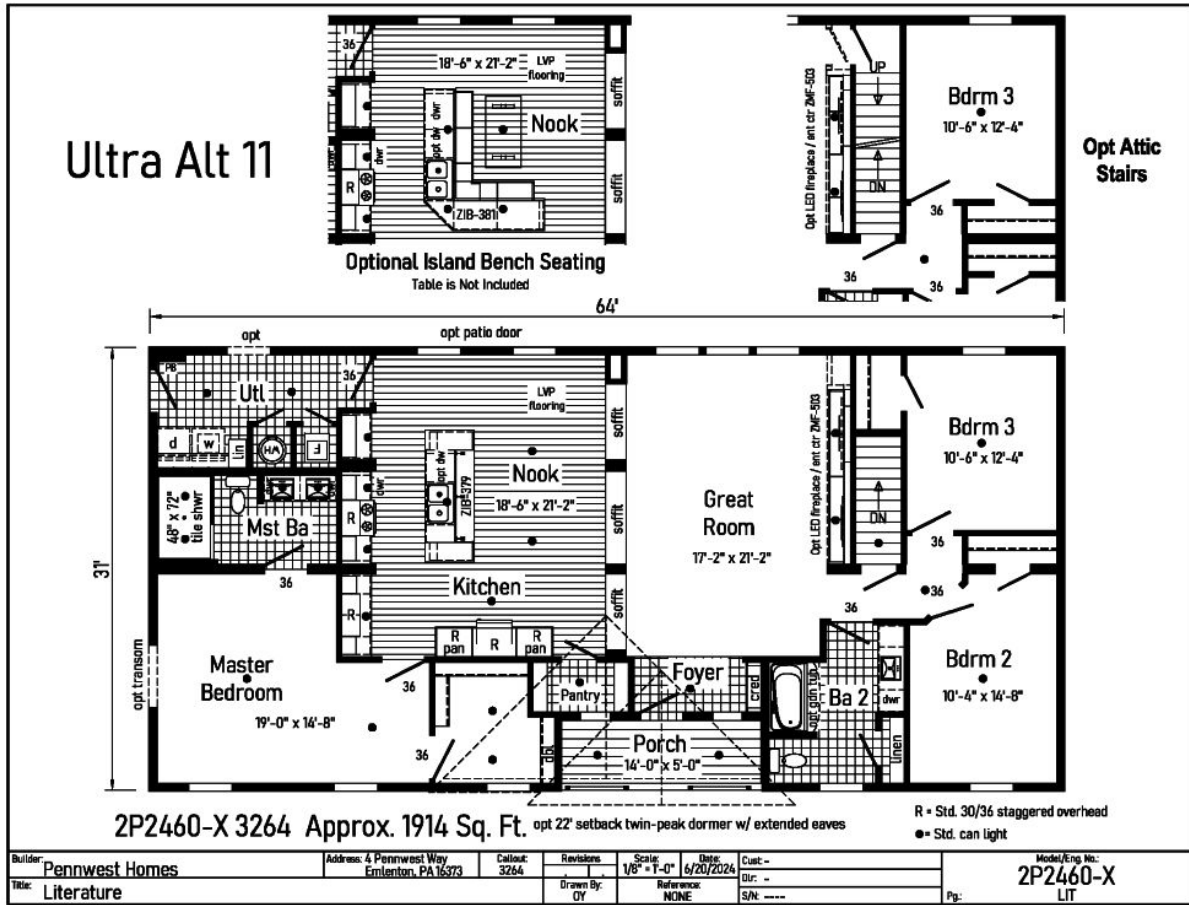 Ultra Alt 11
36
18'-6" x 21'-2"
LVP
flooring
soffit
dwr
opt dw
dwr
Nook
R
soffit
ZIB-381
Optional Island Bench Seating
Table is Not Included
Opt LED fireplace / ent ctr ZMF-503
UP
DN
Bdrm 3
10'-6" x 12'-4"
36
36
36
Opt Attic
Stairs
64'
opt
opt patio door
31'
PB
Utl
36
d
w
lin
WH
F
48" x 72"
tile shwr
Mst Ba
36
dwr
R
R
LVP
flooring
opt dw
ZIB-379
Nook
18'-6" x 21'-2"
Kitchen
R
pan
R
R
pan
soffit
soffit
soffit
Great
Room
17'-2" x 21'-2"
Opt LED fireplace / ent ctr ZMF-503
DN
Bdrm 3
10'-6" x 12'-4"
36
36
36
opt transom
Master
Bedroom
19'-0" x 14'-8"
36
36
dbl
Pantry
Foyer
cred
Porch
14'-0" x 5'-0"
opt gdn tub
Ba 2
dwr
linen
Bdrm 2
10'-4" x 14'-8"
2P2460-X 3264 Approx. 1914 Sq. Ft. opt 22' setback twin-peak dormer w/ extended eaves
R = Std. 30/36 staggered overhead
●= Std. can light
Builder: Pennwest Homes
Address: 4 Pennwest Way
Emlenton, PA 16373
Callout:
3264
Revisions
Scale:
1/8" = 1'-0"
Date:
6/20/2024
Cust: -
Dlr: -
S/N: ----
Model/Eng. No.:
2P2460-X
Title: Literature
Drawn By:
OY
Reference:
NONE
Pg.: LIT